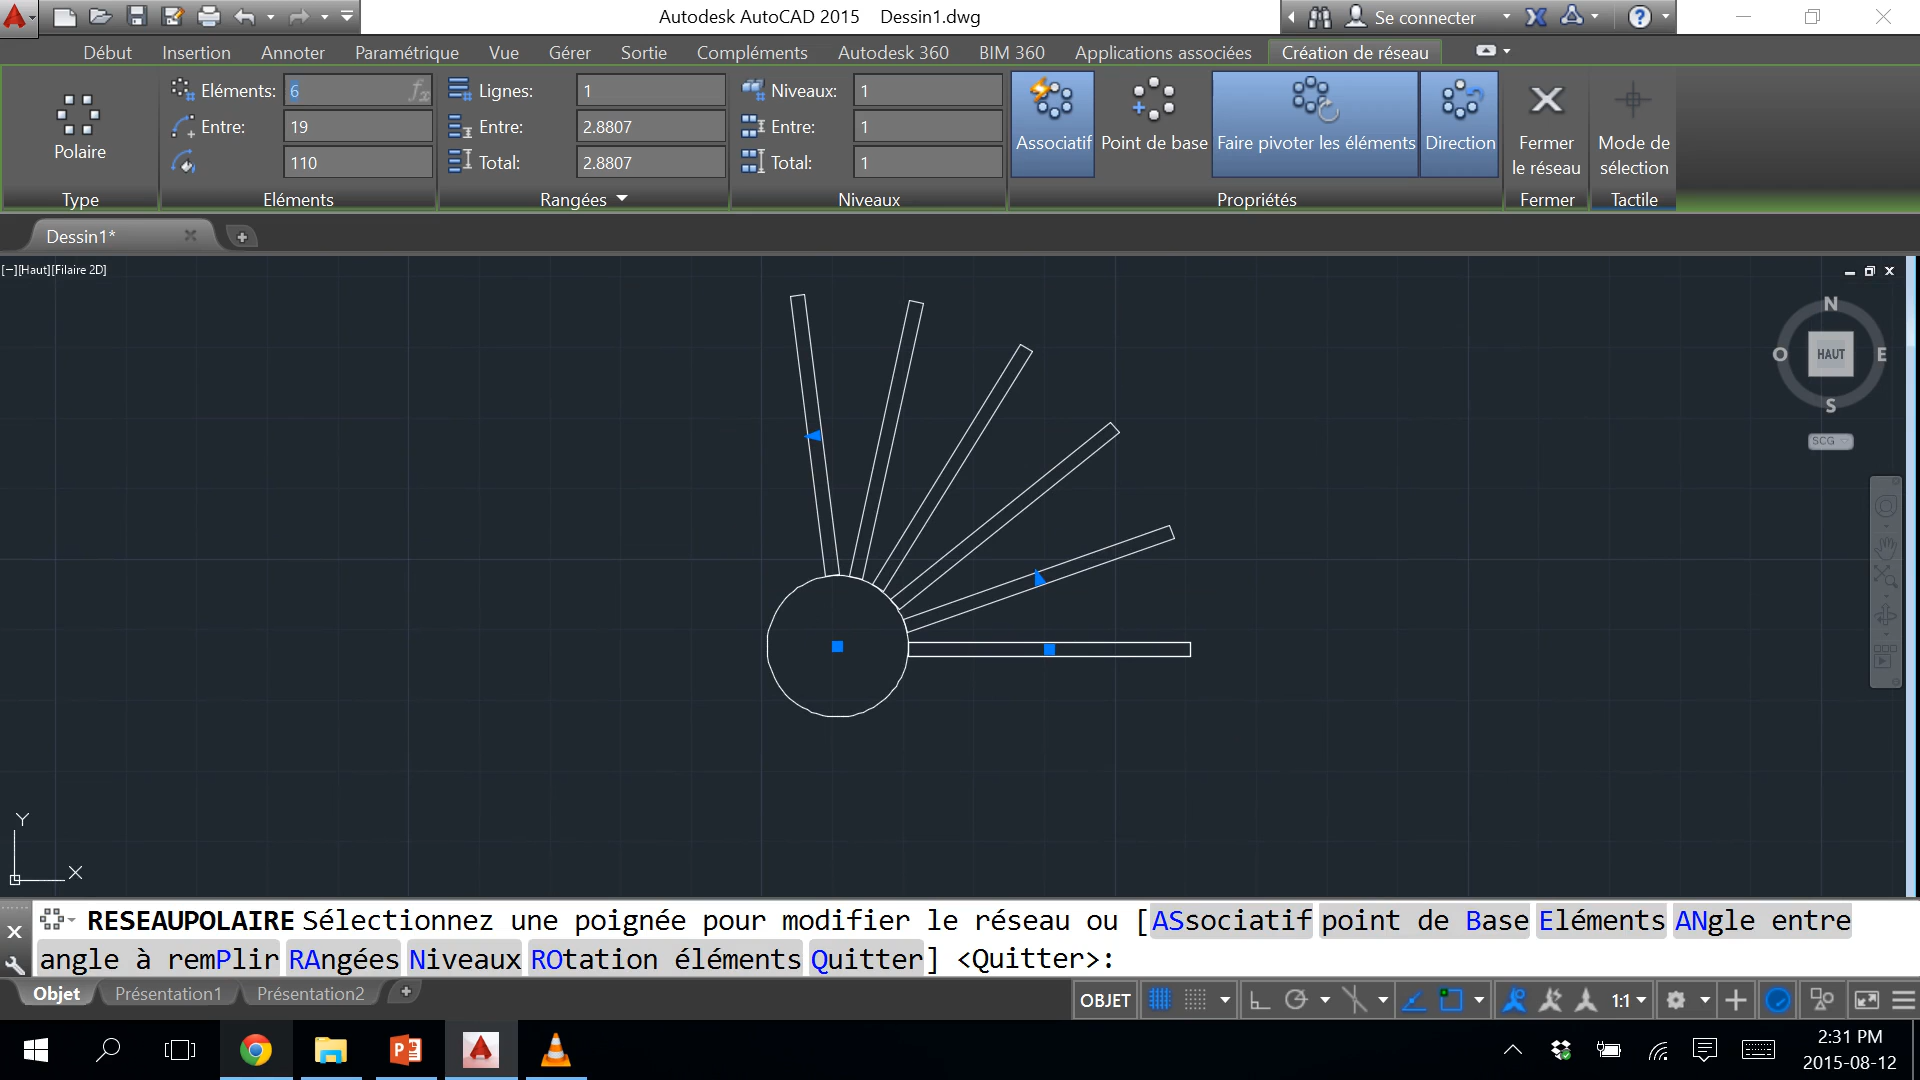 Autodesk AutoCAD 2015 Dessin1.dwg
Se connecter
Début Insertion Annoter Paramétrique Vue Gérer Sortie Compléments Autodesk 360 BIM 360 Applications associées Création de réseau
Eléments: 6 fx Lignes: 1 Niveaux: 1
Entre: 19 Entre: 2.8807 Entre: 1
110 Total: 2.8807 Total: 1
Polaire
Associatif Point de base Faire pivoter les éléments Direction
Fermer
le réseau
Mode de
sélection
Type Eléments Rangées Niveaux Propriétés Fermer Tactile
Dessin1*
[−][Haut][Filaire 2D]
N
O HAUT E
S
SCG
Y
X
RESEAUPOLAIRE Sélectionnez une poignée pour modifier le réseau ou [ASsociatif point de Base Eléments ANgle entre
angle à remPlir RAngées Niveaux ROtation éléments Quitter] <Quitter>:
Objet Présentation1 Présentation2
OBJET 1:1
2:31 PM
2015-08-12